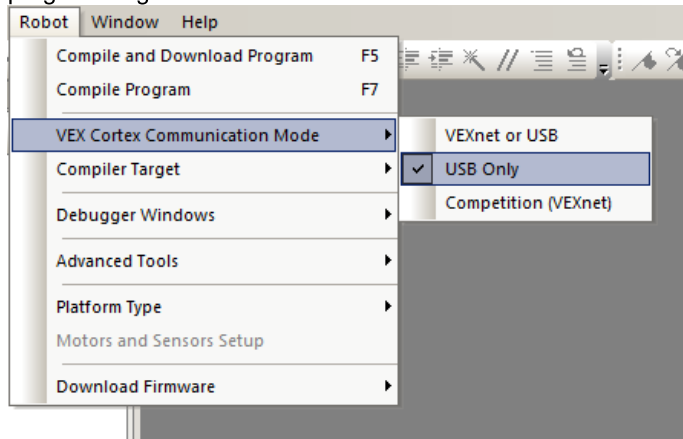 Robot Window Help
Compile and Download Program F5
Compile Program F7
VEX Cortex Communication Mode
VEXnet or USB
Compiler Target
USB Only
Competition (VEXnet)
Debugger Windows
Advanced Tools
Platform Type
Motors and Sensors Setup
Download Firmware